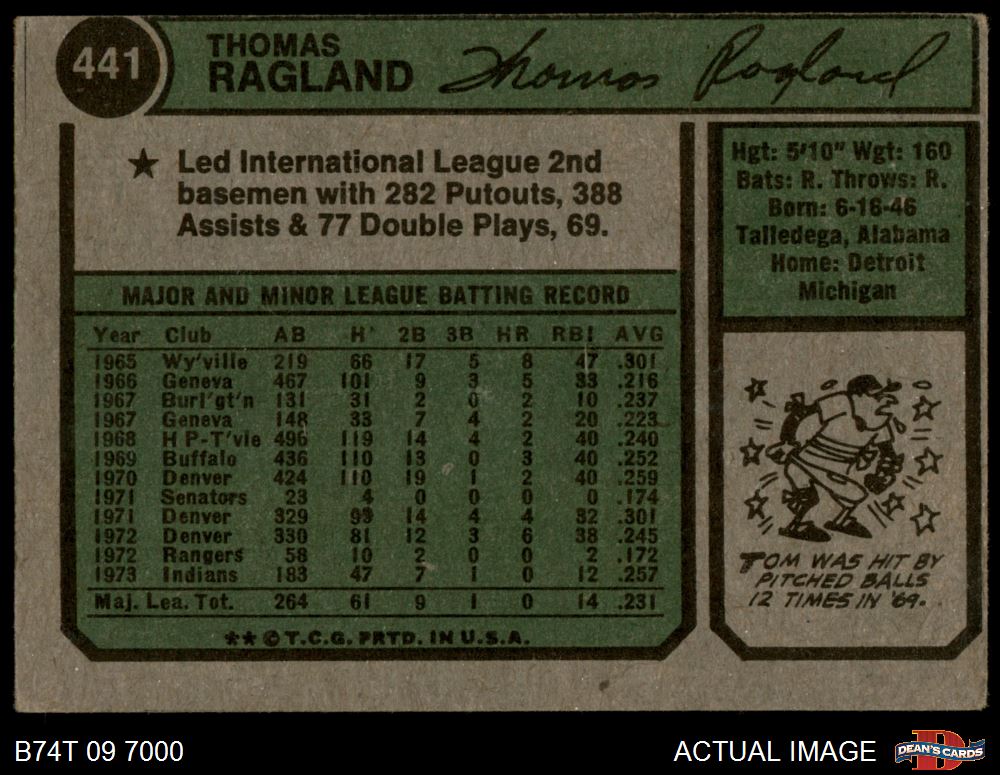 441
THOMAS
RAGLAND
Thomas Ragland
★ Led International League 2nd
basemen with 282 Putouts, 388
Assists & 77 Double Plays, 69.
Hgt: 5'10" Wgt: 160
Bats: R. Throws: R.
Born: 6-16-46
Talledega, Alabama
Home: Detroit
Michigan
MAJOR AND MINOR LEAGUE BATTING RECORD
Year Club AB H 2B 3B HR RBI AVG
1965 Wy'ville 219 66 17 5 8 47 .301
1966 Geneva 467 101 9 3 5 33 .216
1967 Burl'gt'n 131 31 2 0 2 10 .237
1967 Geneva 148 33 7 4 2 20 .223
1968 H P-T'vle 496 119 14 4 2 40 .240
1969 Buffalo 436 110 13 0 3 40 .252
1970 Denver 424 110 19 1 2 40 .259
1971 Senators 23 4 0 0 0 0 .174
1971 Denver 329 99 14 4 4 32 .301
1972 Denver 330 81 12 3 6 38 .245
1972 Rangers 58 10 2 0 0 2 .172
1973 Indians 183 47 7 1 0 12 .257
Maj. Lea. Tot. 264 61 9 1 0 14 .231
★★ © T.C.G. PRTD. IN U.S.A.
TOM WAS HIT BY
PITCHED BALLS
12 TIMES IN '69.
B74T 09 7000
ACTUAL IMAGE
DEAN'S CARDS